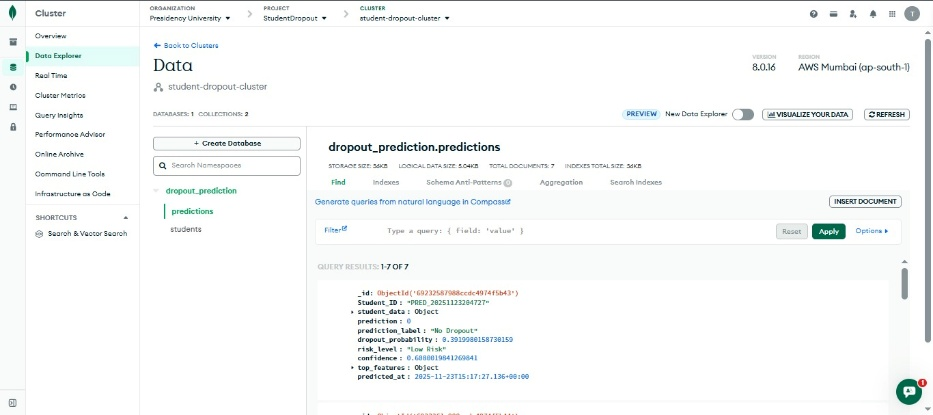 Cluster
ORGANIZATION
Presidency University
PROJECT
StudentDropout
CLUSTER
student-dropout-cluster
T
Overview
Data Explorer
Real Time
Cluster Metrics
Query Insights
Performance Advisor
Online Archive
Command Line Tools
Infrastructure as Code
SHORTCUTS
Search & Vector Search
Back to Clusters
Data
student-dropout-cluster
VERSION
8.0.16
REGION
AWS Mumbai (ap-south-1)
DATABASES: 1 COLLECTIONS: 2
PREVIEW New Data Explorer
VISUALIZE YOUR DATA
REFRESH
+ Create Database
Search Namespaces
dropout_prediction
predictions
students
dropout_prediction.predictions
STORAGE SIZE: 36KB LOGICAL DATA SIZE: 5.04KB TOTAL DOCUMENTS: 7 INDEXES TOTAL SIZE: 36KB
Find Indexes Schema Anti-Patterns 0 Aggregation Search Indexes
Generate queries from natural language in Compass
INSERT DOCUMENT
Filter
Type a query: { field: 'value' }
Reset
Apply
Options
QUERY RESULTS: 1-7 OF 7
_id: ObjectId('69232587988ccdc4974f5b43')
Student_ID : "PRED_20251123204727"
student_data : Object
prediction : 0
prediction_label : "No Dropout"
dropout_probability : 0.3919980158730159
risk_level : "Low Risk"
confidence : 0.6080019841269841
top_features : Object
predicted_at : 2025-11-23T15:17:27.136+00:00
1